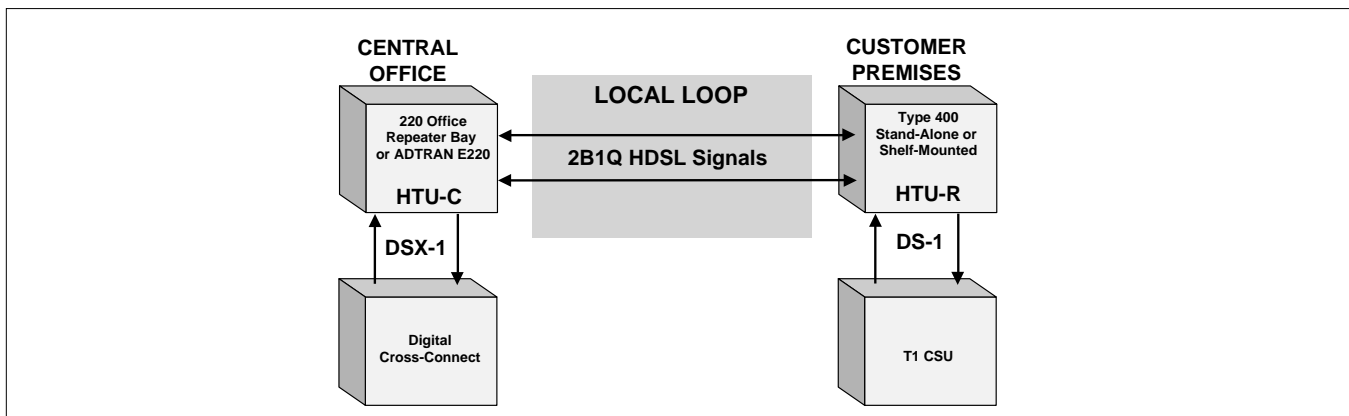 CENTRAL
OFFICE
220 Office
Repeater Bay
or ADTRAN E220
HTU-C
LOCAL LOOP
2B1Q HDSL Signals
CUSTOMER
PREMISES
Type 400
Stand-Alone or
Shelf-Mounted
HTU-R
DSX-1
DS-1
Digital
Cross-Connect
T1 CSU